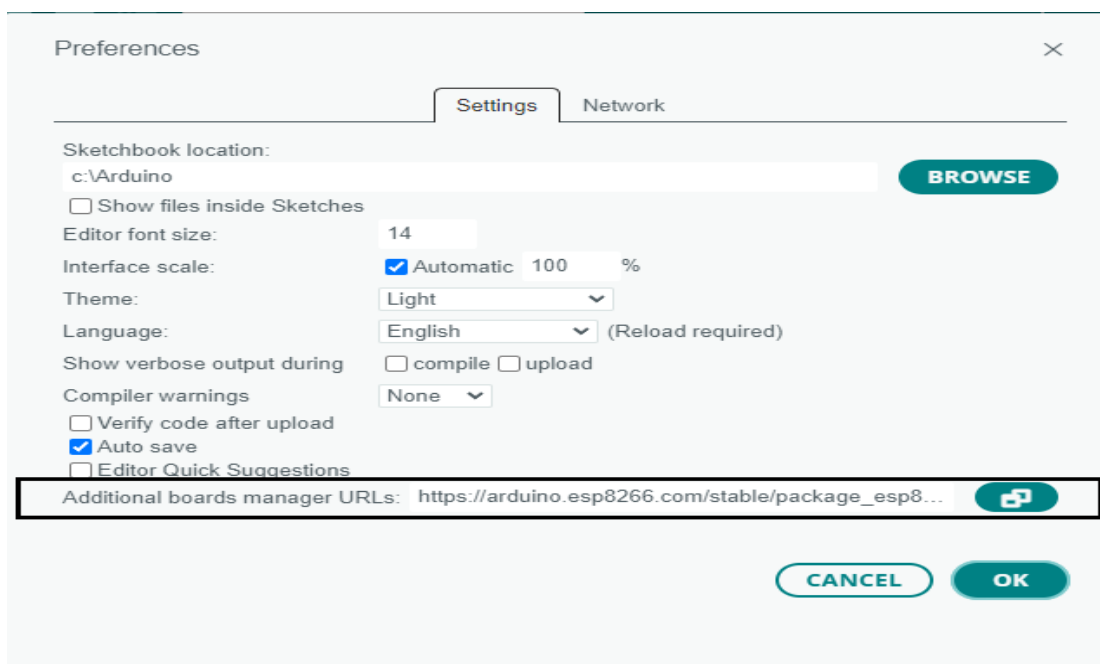 Preferences
Settings Network
Sketchbook location:
c:\Arduino BROWSE
Show files inside Sketches
Editor font size: 14
Interface scale: Automatic 100 %
Theme: Light
Language: English (Reload required)
Show verbose output during compile upload
Compiler warnings None
Verify code after upload
Auto save
Editor Quick Suggestions
Additional boards manager URLs: https://arduino.esp8266.com/stable/package_esp8...
CANCEL OK